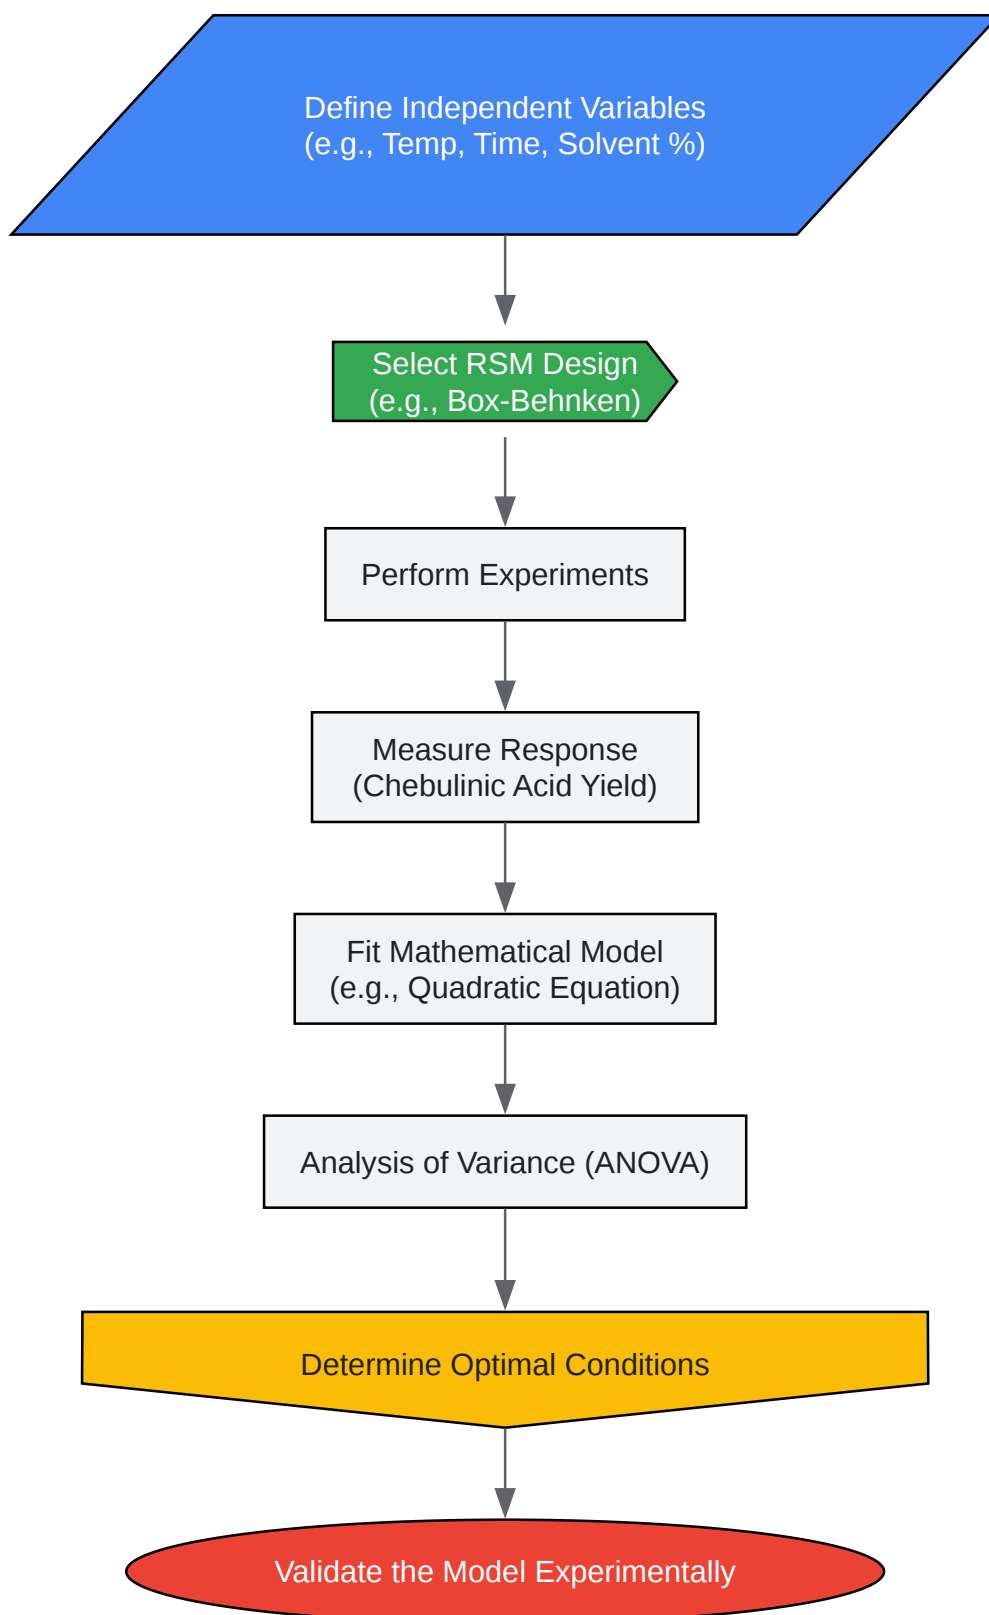 Define Independent Variables
(e.g., Temp, Time, Solvent %)
Select RSM Design
(e.g., Box-Behnken)
Perform Experiments
Measure Response
(Chebulinic Acid Yield)
Fit Mathematical Model
(e.g., Quadratic Equation)
Analysis of Variance (ANOVA)
Determine Optimal Conditions
Validate the Model Experimentally